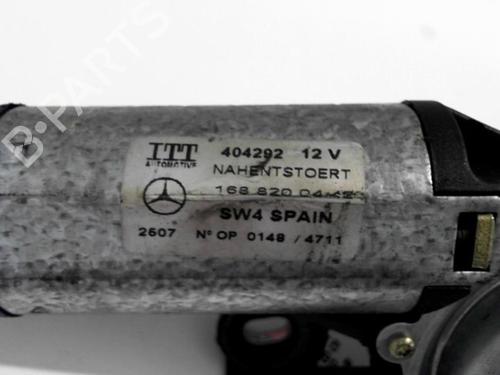 B-PARTS
ITT 404292 12 V
AUTOMOTIVE NAHENTSTOERT
168 820 04 42
SW4 SPAIN
2607 Nº OP 0148 / 4711